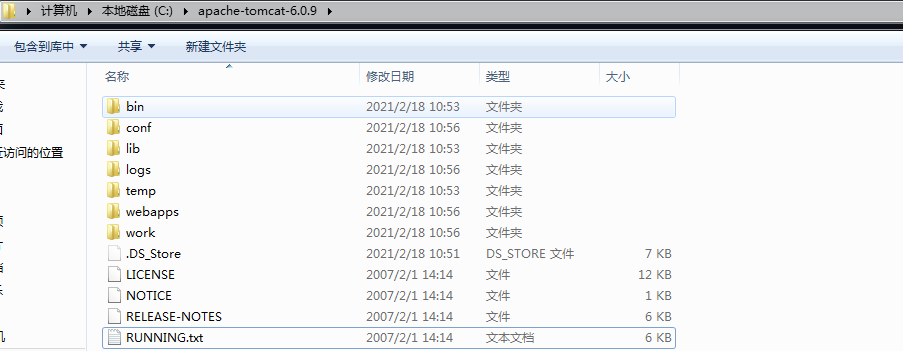 计算机 本地磁盘 (C:) apache-tomcat-6.0.9
包含到库中 共享 新建文件夹
名称 修改日期 类型 大小
bin 2021/2/18 10:53 文件夹
conf 2021/2/18 10:56 文件夹
lib 2021/2/18 10:53 文件夹
logs 2021/2/18 10:56 文件夹
访问的位置
temp 2021/2/18 10:53 文件夹
webapps 2021/2/18 10:56 文件夹
work 2021/2/18 10:56 文件夹
.DS_Store 2021/2/18 10:51 DS_STORE 文件 7 KB
LICENSE 2007/2/1 14:14 文件 12 KB
NOTICE 2007/2/1 14:14 文件 1 KB
RELEASE-NOTES 2007/2/1 14:14 文件 6 KB
RUNNING.txt 2007/2/1 14:14 文本文档 6 KB